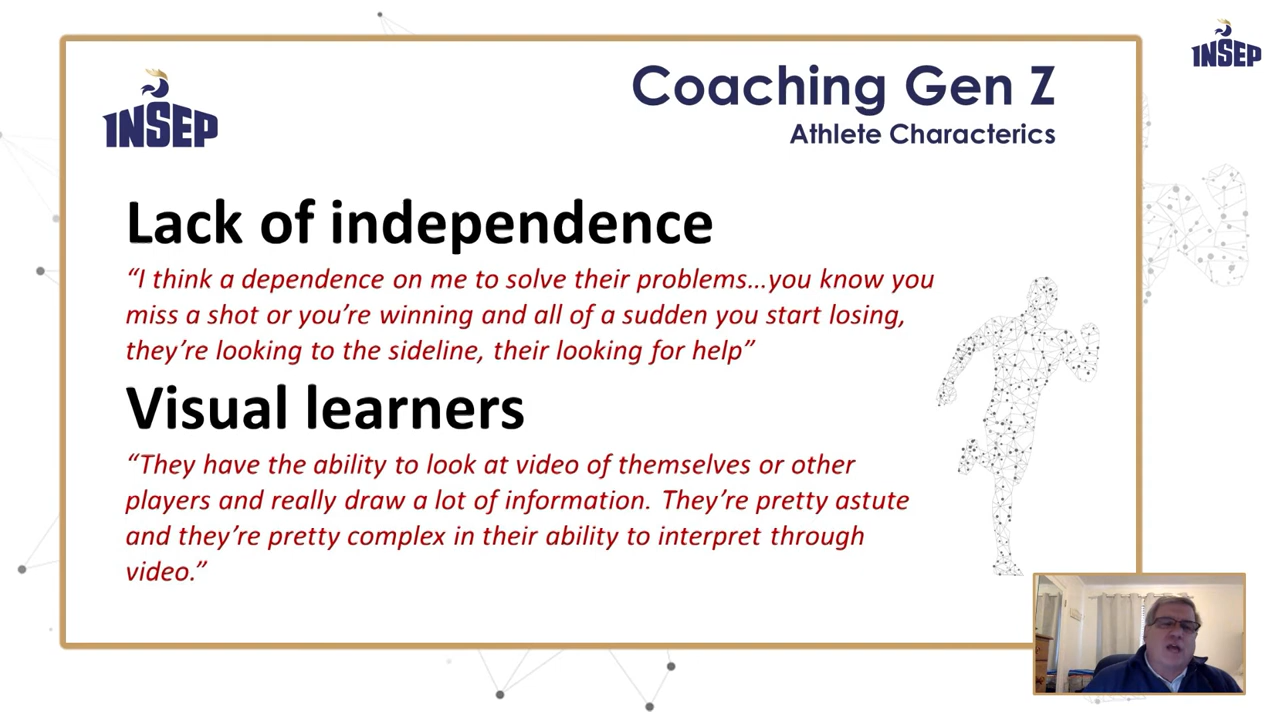 INSEP
INSEP
Coaching Gen Z
Athlete Characterics
Lack of independence
“I think a dependence on me to solve their problems…you know you
miss a shot or you’re winning and all of a sudden you start losing,
they’re looking to the sideline, their looking for help”
Visual learners
“They have the ability to look at video of themselves or other
players and really draw a lot of information. They’re pretty astute
and they’re pretty complex in their ability to interpret through
video.”